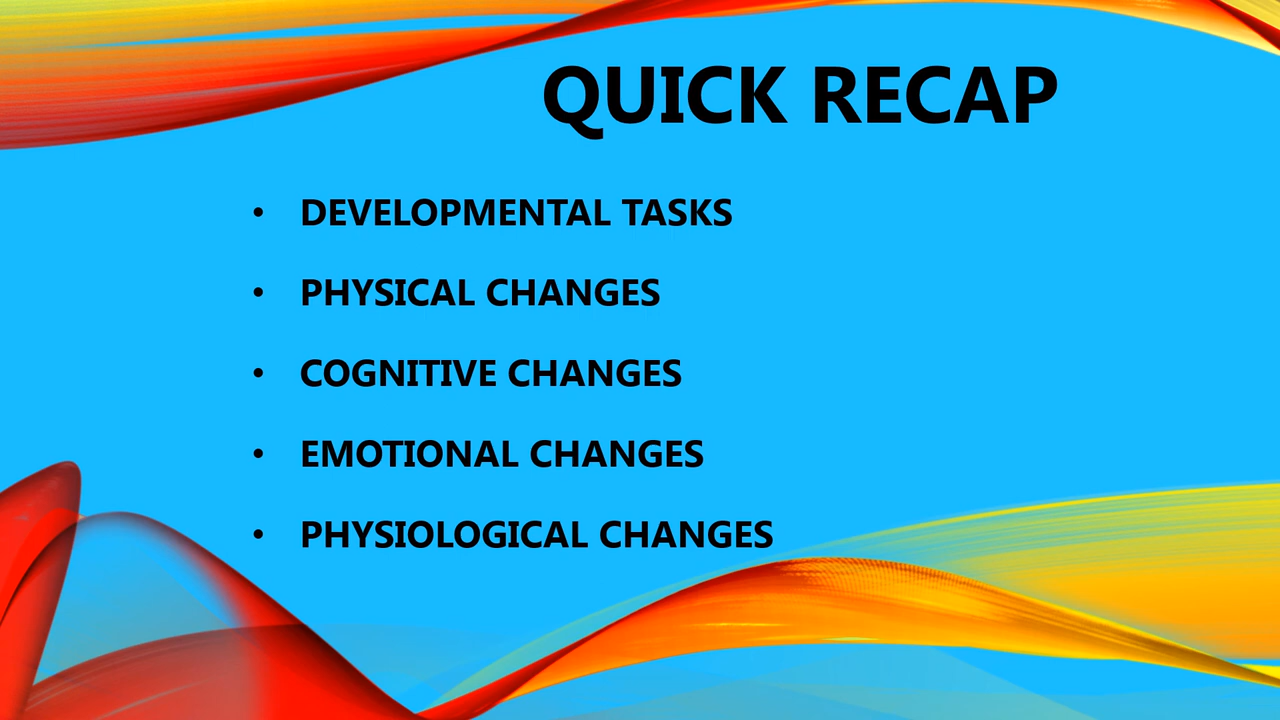 QUICK RECAP
• DEVELOPMENTAL TASKS
• PHYSICAL CHANGES
• COGNITIVE CHANGES
• EMOTIONAL CHANGES
• PHYSIOLOGICAL CHANGES